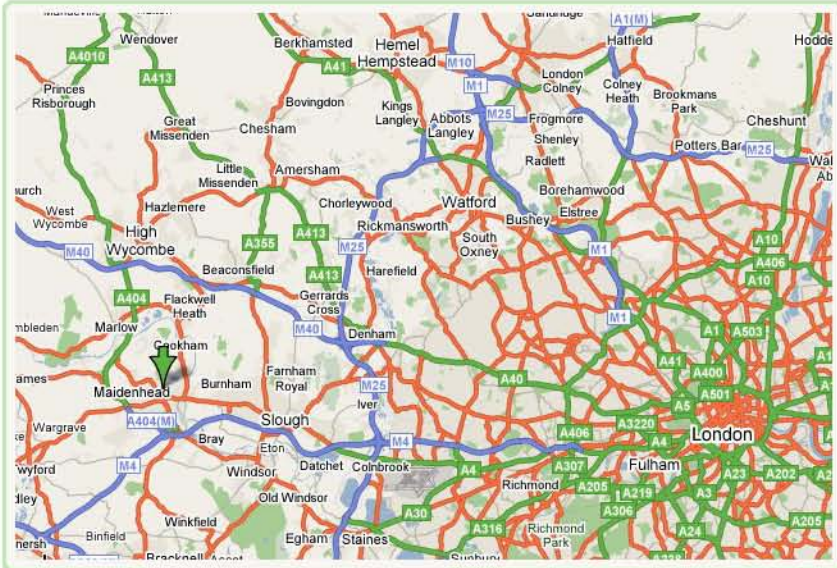 Wendover
Berkhamsted
Hemel
Hempstead
Hatfield
A1(M)
A4010
A413
A41
M10
M1
London
Colney
Colney
Heath
Brookmans
Park
Princes
Risborough
Bovingdon
Kings
Langley
Abbots
Langley
M25
Frogmore
Cheshunt
Great
Missenden
Chesham
Shenley
Radlett
Potters Bar
M25
Little
Missenden
Amersham
Borehamwood
Hazlemere
Chorleywood
Watford
Elstree
West
Wycombe
High
Wycombe
Rickmansworth
Bushey
M40
A355
A413
M25
South
Oxney
M1
A10
A406
A10
Beaconsfield
A413
Harefield
A404
Flackwell
Heath
Gerrards
Cross
M1
Marlow
M40
Denham
A1
A503
Cookham
A41
A400
Maidenhead
Burnham
Farnham
Royal
M25
A40
A501
A5
Iver
Wargrave
A404(M)
Slough
A3220
London
Bray
Eton
M4
A406
A4
M4
Windsor
Datchet
Colnbrook
A4
A307
Fulham
A23
A202
Old Windsor
Richmond
A205
A219
A3
Winkfield
A30
A306
A205
Binfield
Egham
Staines
A316
Richmond
Park
A24
Bracknell
Sunbury